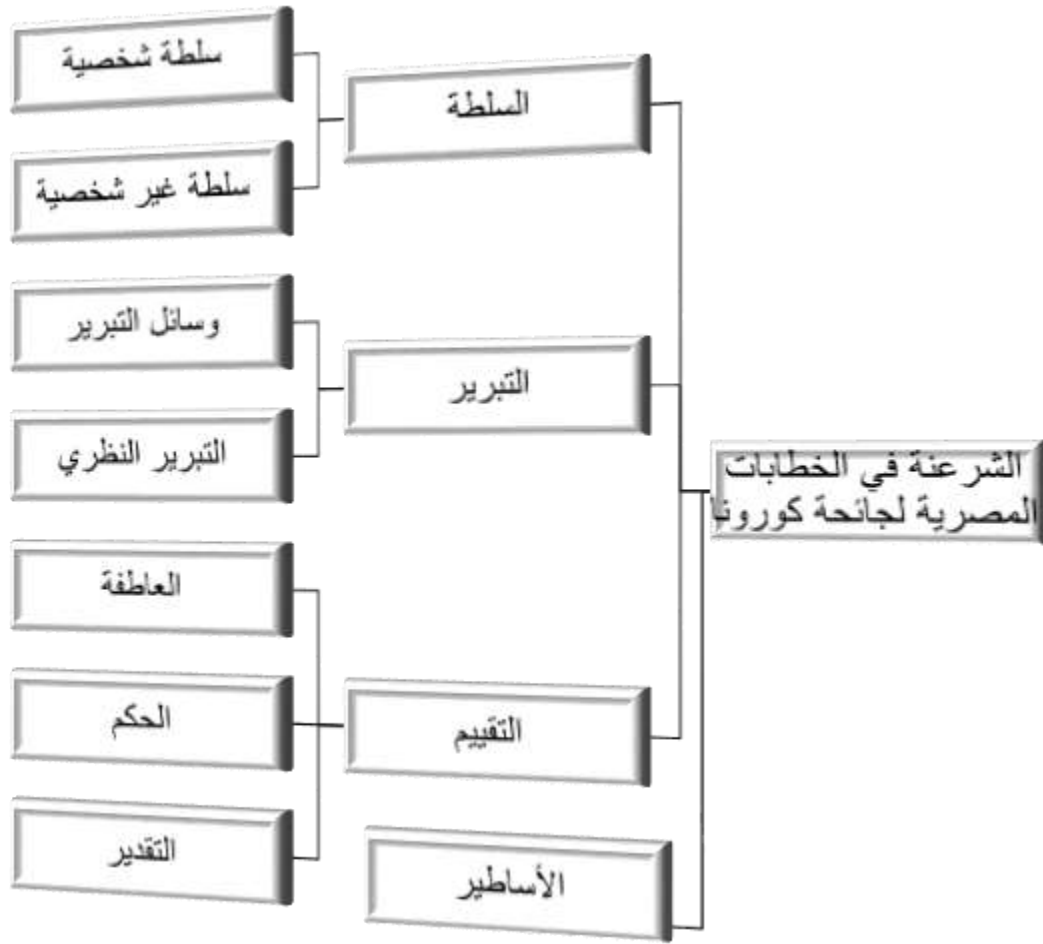 الشرعنة في الخطابات
المصرية لجائحة كورونا
السلطة
سلطة شخصية
سلطة غير شخصية
التبرير
وسائل التبرير
التبرير النظري
التقييم
العاطفة
الحكم
التقدير
الأساطير